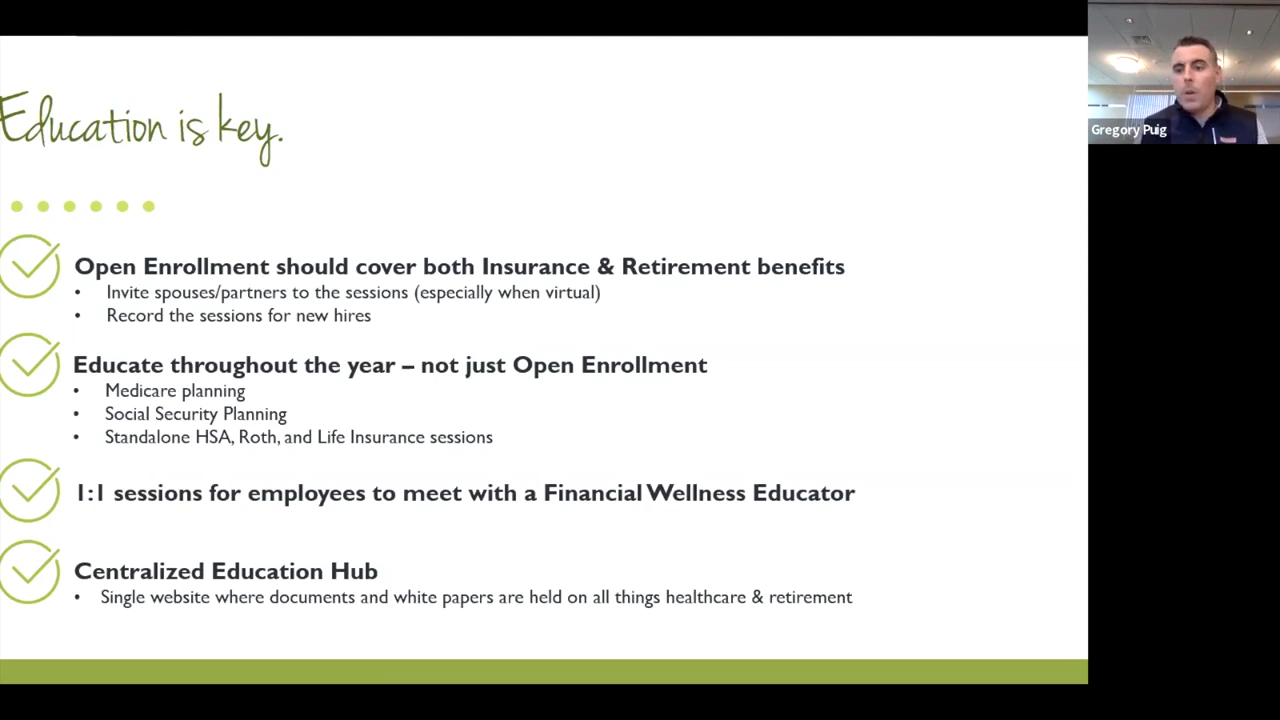 Education is key.
Gregory Puig
Open Enrollment should cover both Insurance & Retirement benefits
• Invite spouses/partners to the sessions (especially when virtual)
• Record the sessions for new hires
Educate throughout the year – not just Open Enrollment
• Medicare planning
• Social Security Planning
• Standalone HSA, Roth, and Life Insurance sessions
1:1 sessions for employees to meet with a Financial Wellness Educator
Centralized Education Hub
• Single website where documents and white papers are held on all things healthcare & retirement